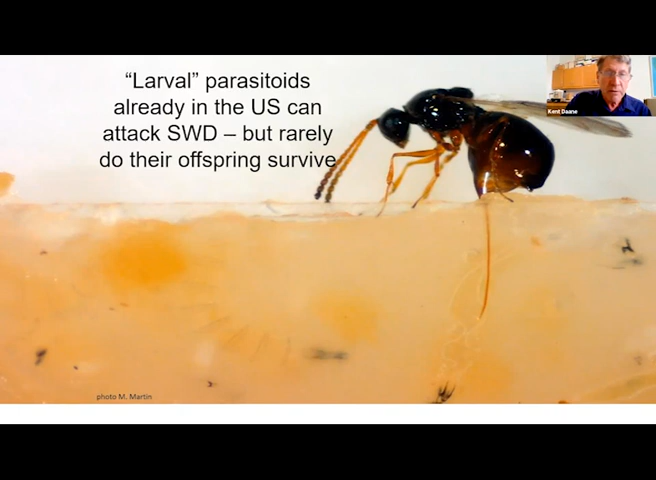 “Larval” parasitoids
already in the US can
attack SWD – but rarely
do their offspring survive
Kent Daane
photo M. Martin